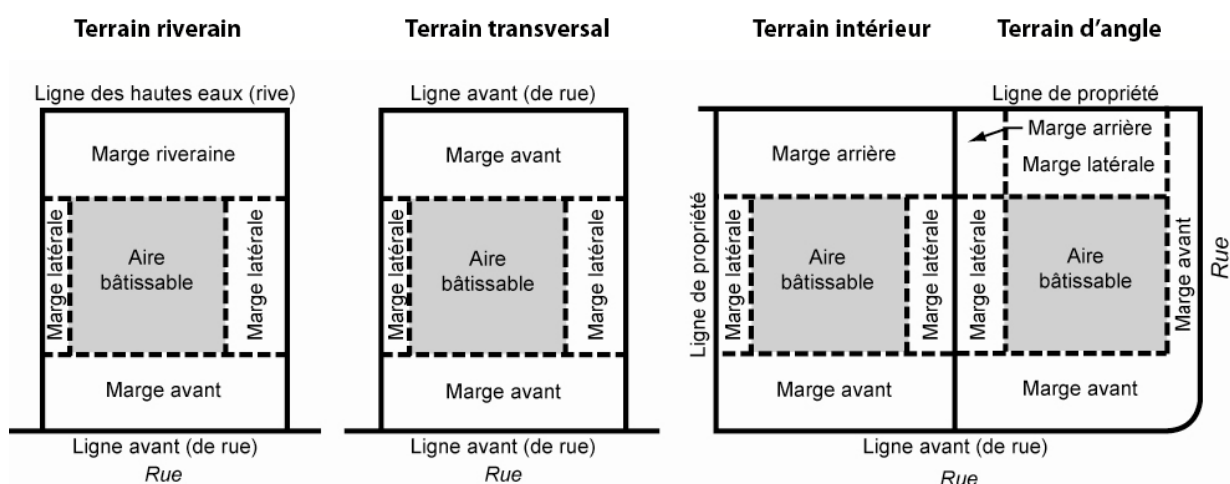 Terrain riverain
Terrain transversal
Terrain intérieur
Terrain d'angle
Ligne des hautes eaux (rive)
Marge riveraine
Marge latérale
Aire
bâtissable
Marge latérale
Marge avant
Ligne avant (de rue)
Rue
Ligne avant (de rue)
Marge avant
Marge latérale
Aire
bâtissable
Marge latérale
Marge avant
Ligne avant (de rue)
Rue
Marge arrière
Ligne de propriété
Marge latérale
Aire
bâtissable
Marge latérale
Marge avant
Ligne de propriété
Marge arrière
Marge latérale
Marge latérale
Aire
bâtissable
Marge avant
Rue
Marge avant
Ligne avant (de rue)
Rue